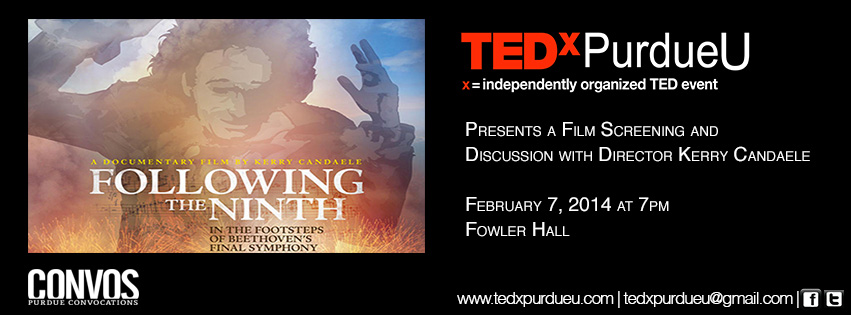 A DOCUMENTARY FILM BY KERRY CANDAELE
FOLLOWING
THE NINTH
IN THE FOOTSTEPS
OF BEETHOVEN'S
FINAL SYMPHONY
CONVOS
PURDUE CONVOCATIONS
TEDxPurdueU
x = independently organized TED event
PRESENTS A FILM SCREENING AND
DISCUSSION WITH DIRECTOR KERRY CANDAELE
FEBRUARY 7, 2014 AT 7PM
FOWLER HALL
www.tedxpurdueu.com | tedxpurdueu@gmail.com | f t